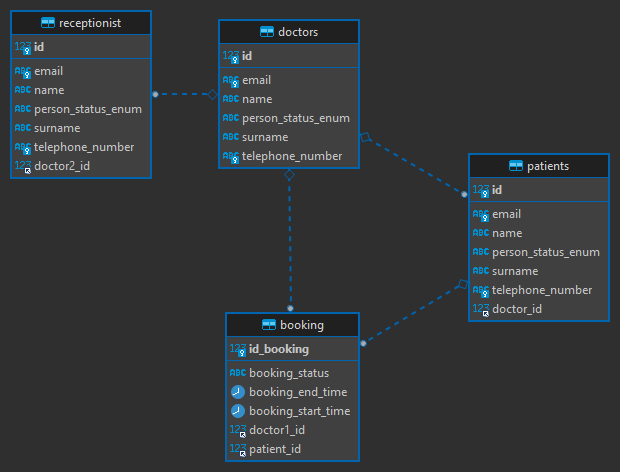 receptionist
123 id
ABC email
ABC name
ABC person_status_enum
ABC surname
ABC telephone_number
123 doctor2_id
doctors
123 id
ABC email
ABC name
ABC person_status_enum
ABC surname
ABC telephone_number
patients
123 id
ABC email
ABC name
ABC person_status_enum
ABC surname
ABC telephone_number
123 doctor_id
booking
123 id_booking
ABC booking_status
booking_end_time
booking_start_time
123 doctor1_id
123 patient_id